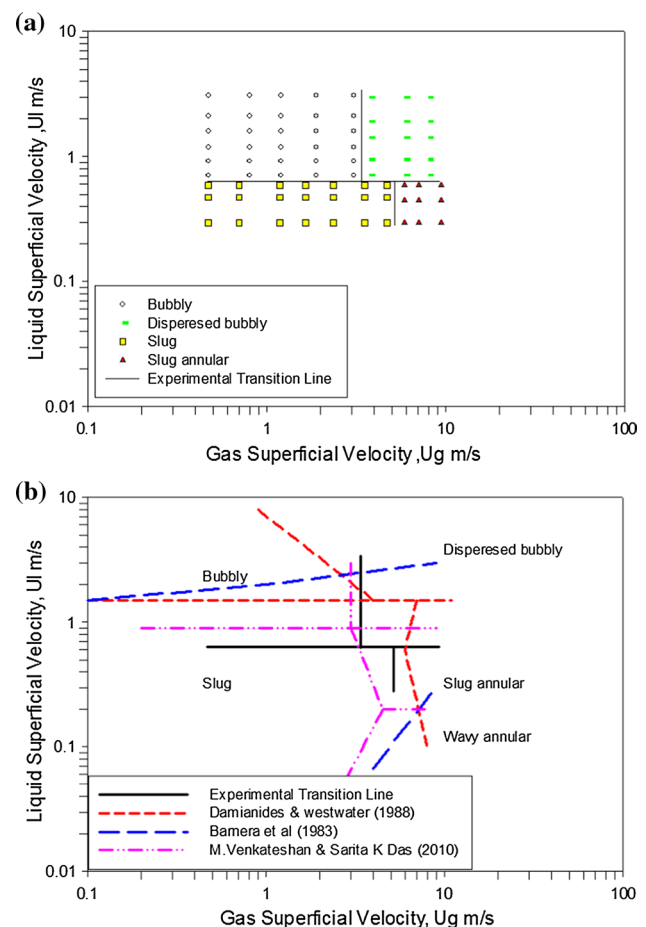 (a)
10
1
0.1
0.01
Liquid Superficial Velocity ,Ul m/s
Bubbly
Disperesed bubbly
Slug
Slug annular
Experimental Transition Line
0.1
1
10
100
Gas Superficial Velocity ,Ug m/s
(b)
10
1
0.1
0.01
Liquid Superficial Velocity, Ul m/s
Disperesed bubbly
Bubbly
Slug
Slug annular
Wavy annular
Experimental Transition Line
Damianides & westwater (1988)
Barnera et al (1983)
M.Venkateshan & Sarita K Das (2010)
0.1
1
10
100
Gas Superficial Velocity, Ug m/s